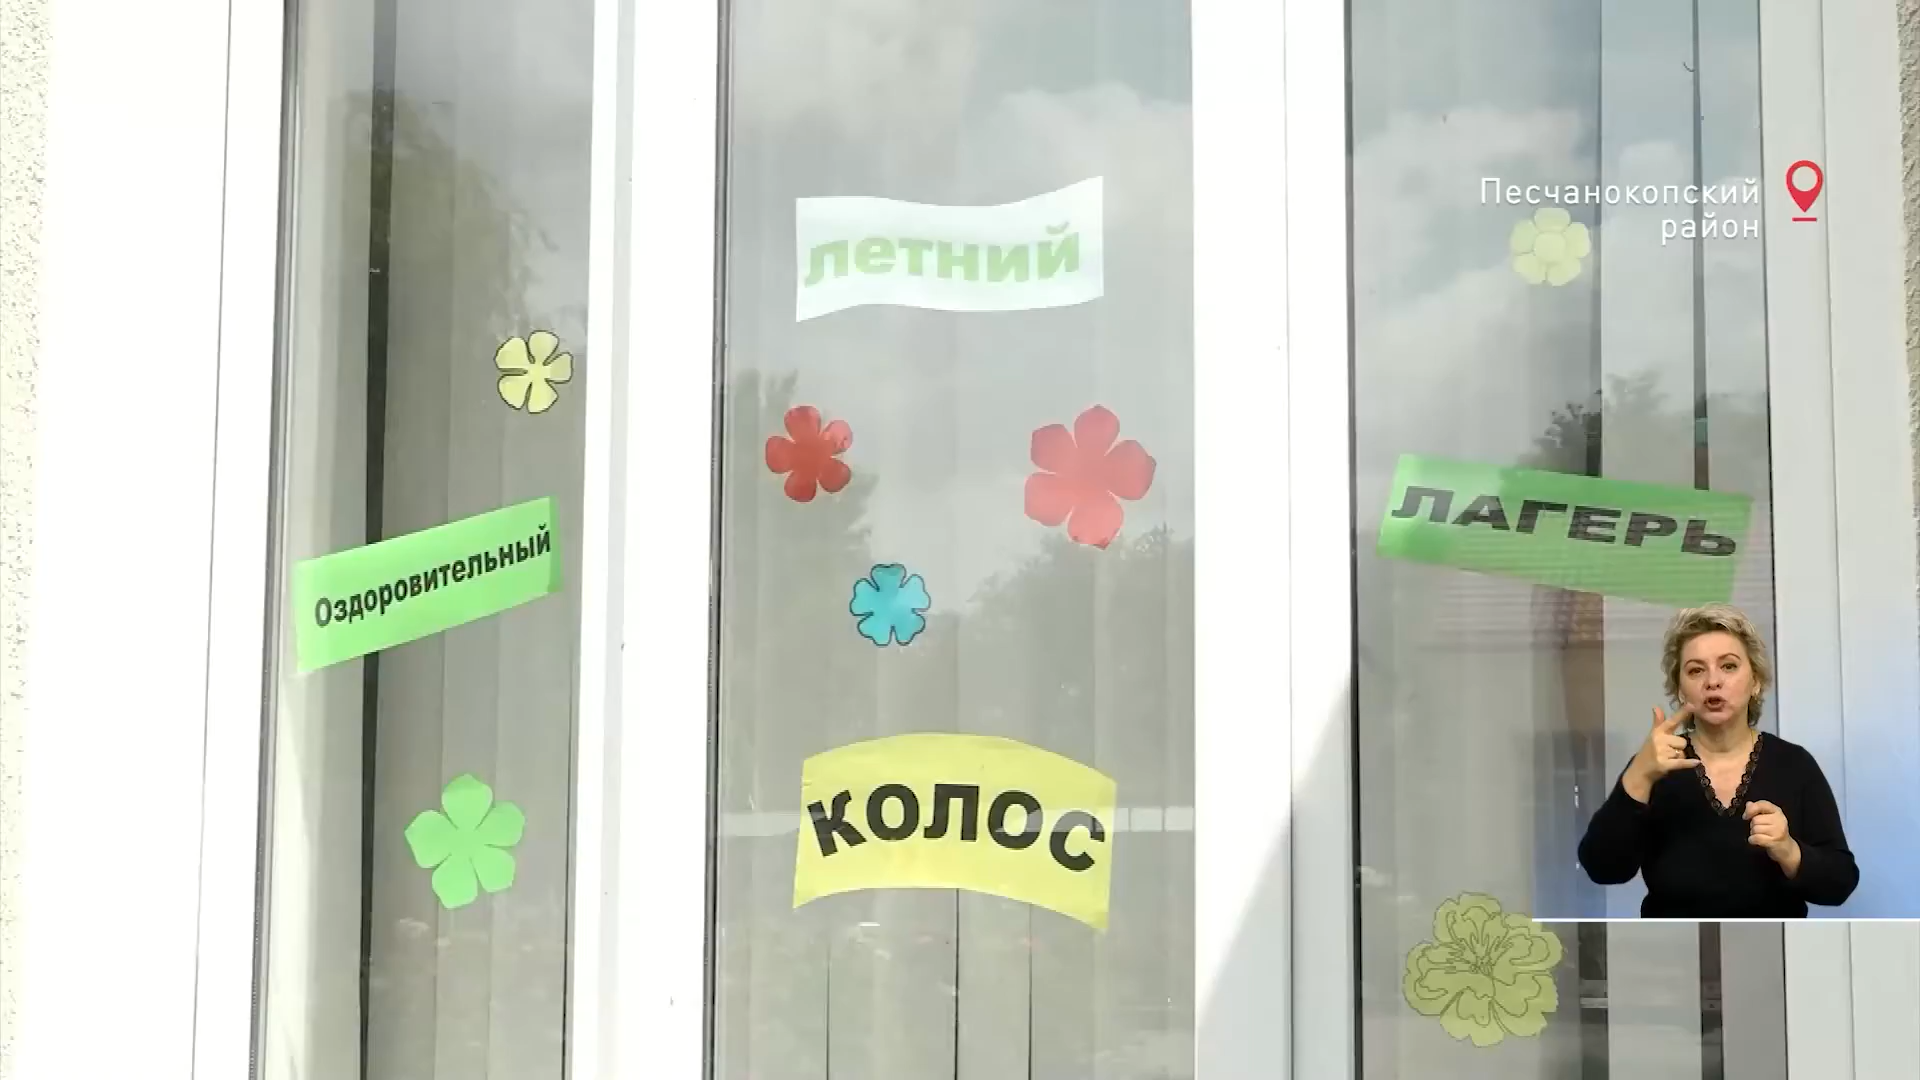 Песчанокопский
район
летний
Оздоровительный
ЛАГЕРЬ
колос